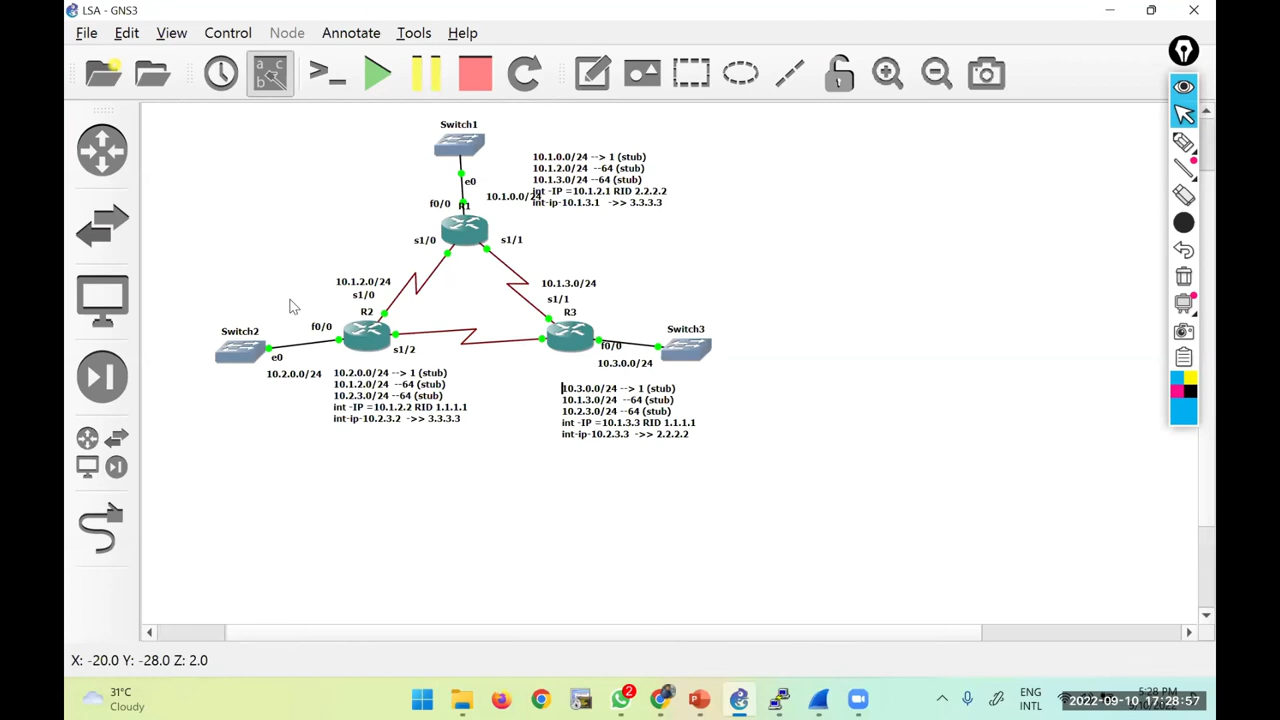 LSA - GNS3
File Edit View Control Node Annotate Tools Help
a c
b
Switch1
10.1.0.0/24 --> 1 (stub)
10.1.2.0/24 --64 (stub)
10.1.3.0/24 --64 (stub)
int -IP =10.1.2.1 RID 2.2.2.2
int-ip-10.1.3.1 ->> 3.3.3.3
e0
10.1.0.0/24
f0/0
R1
s1/0
s1/1
10.1.2.0/24
s1/0
10.1.3.0/24
s1/1
R2
R3
f0/0
Switch2
Switch3
e0
s1/2
f0/0
10.2.0.0/24
10.3.0.0/24
10.2.0.0/24 --> 1 (stub)
10.1.2.0/24 --64 (stub)
10.2.3.0/24 --64 (stub)
int -IP =10.1.2.2 RID 1.1.1.1
int-ip-10.2.3.2 ->> 3.3.3.3
10.3.0.0/24 --> 1 (stub)
10.1.3.0/24 --64 (stub)
10.2.3.0/24 --64 (stub)
int -IP =10.1.3.3 RID 1.1.1.1
int-ip-10.2.3.3 ->> 2.2.2.2
X: -20.0 Y: -28.0 Z: 2.0
31°C
Cloudy
2
ENG
INTL
5:28 PM
2022-09-10 17:28:57